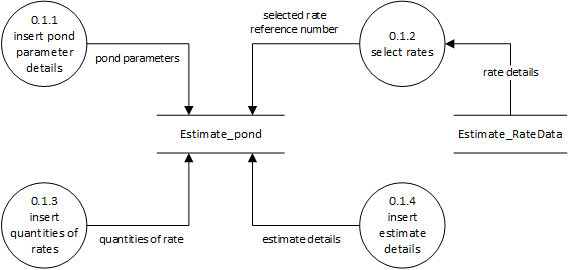 0.1.1
insert pond
parameter
details
pond parameters
selected rate
reference number
0.1.2
select rates
rate details
Estimate_pond
Estimate_RateData
0.1.3
insert
quantities of
rates
quantities of rate
estimate details
0.1.4
insert
estimate
details